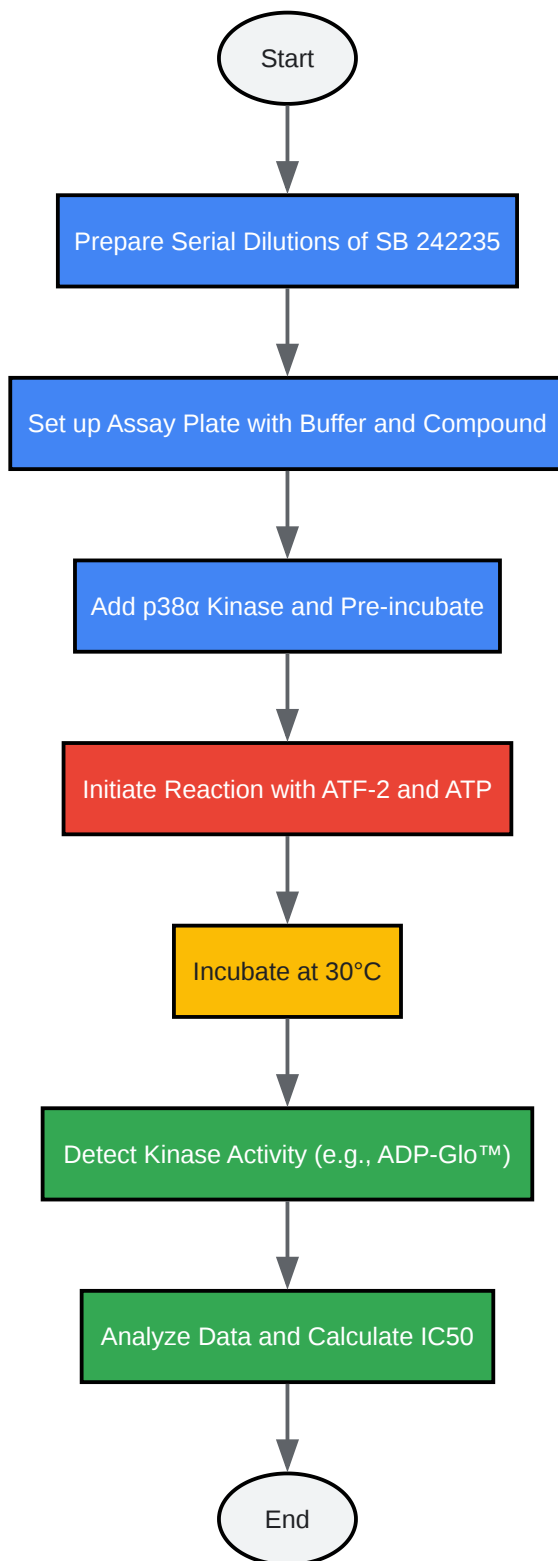 Start
Prepare Serial Dilutions of SB 242235
Set up Assay Plate with Buffer and Compound
Add p38α Kinase and Pre-incubate
Initiate Reaction with ATF-2 and ATP
Incubate at 30°C
Detect Kinase Activity (e.g., ADP-Glo™)
Analyze Data and Calculate IC50
End